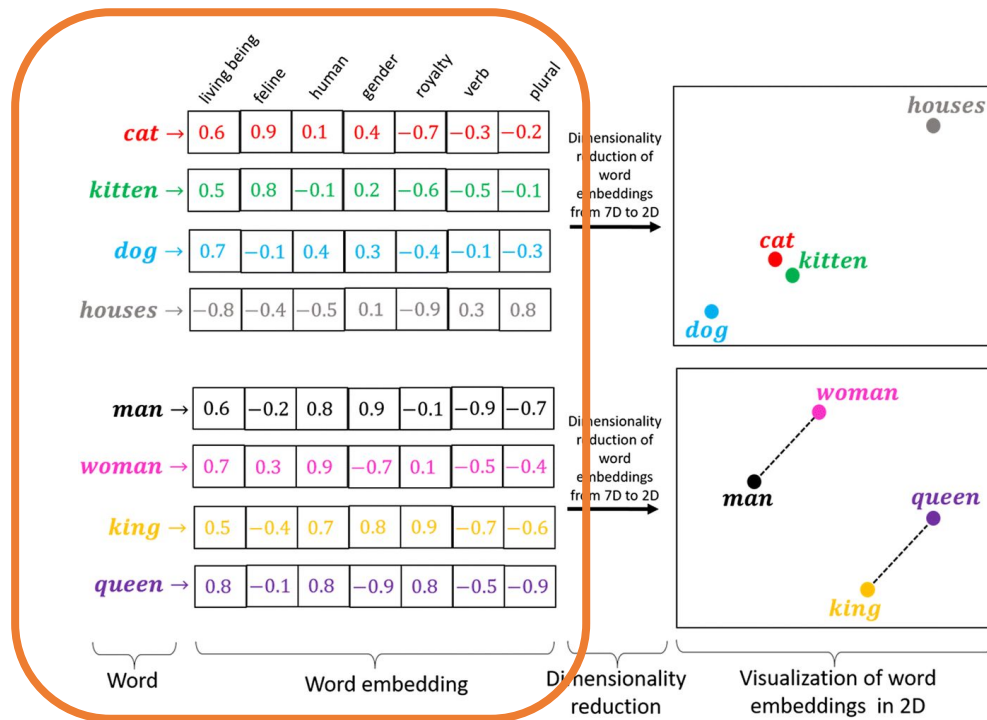 living being feline human gender royalty verb plural
cat → 0.6 0.9 0.1 0.4 −0.7 −0.3 −0.2
kitten → 0.5 0.8 −0.1 0.2 −0.6 −0.5 −0.1
dog → 0.7 −0.1 0.4 0.3 −0.4 −0.1 −0.3
houses → −0.8 −0.4 −0.5 0.1 −0.9 0.3 0.8
Dimensionality
reduction of
word
embeddings
from 7D to 2D
houses
cat
kitten
dog
man → 0.6 −0.2 0.8 0.9 −0.1 −0.9 −0.7
woman → 0.7 0.3 0.9 −0.7 0.1 −0.5 −0.4
king → 0.5 −0.4 0.7 0.8 0.9 −0.7 −0.6
queen → 0.8 −0.1 0.8 −0.9 0.8 −0.5 −0.9
Dimensionality
reduction of
word
embeddings
from 7D to 2D
woman
man
queen
king
Word
Word embedding
Dimensionality
reduction
Visualization of word
embeddings in 2D